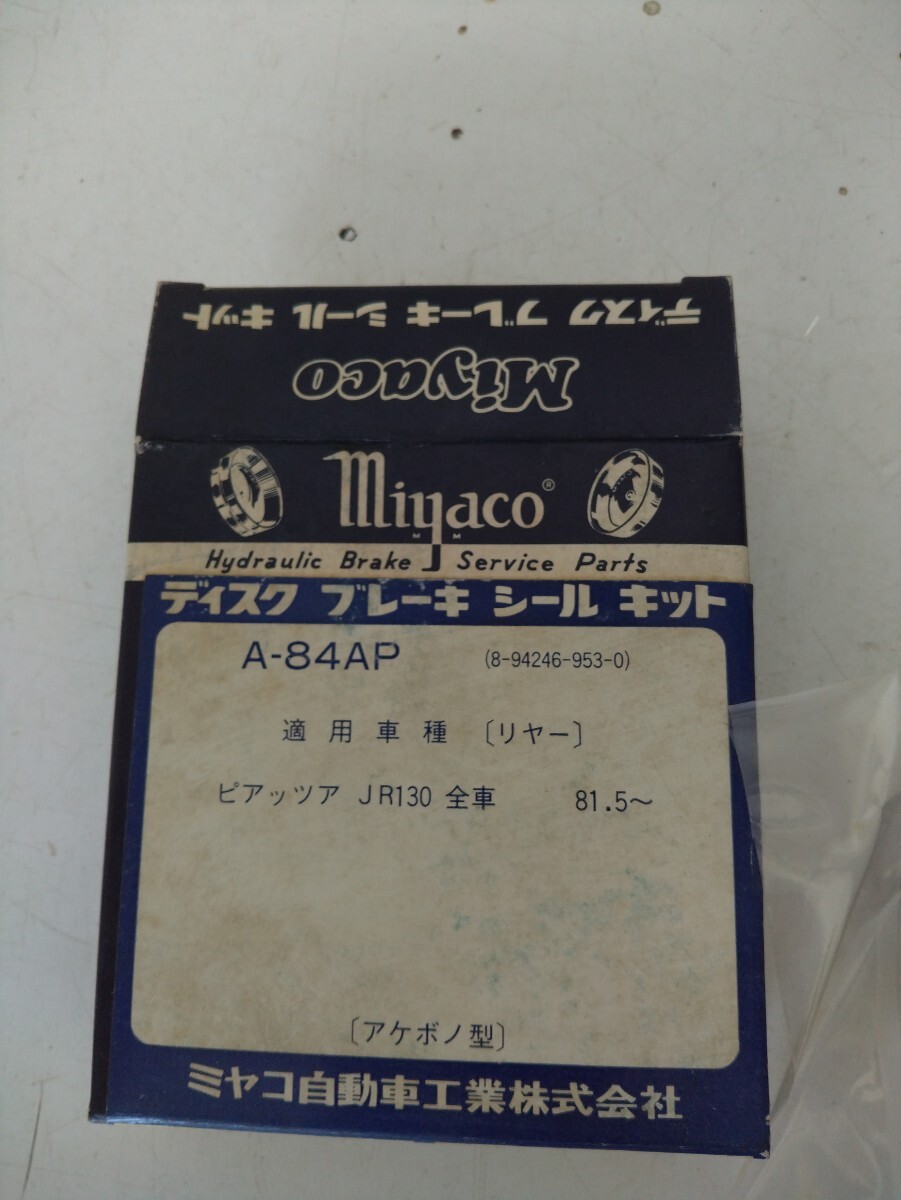 ディスク ブレーキ シール キット
Miyaco
Miyaco®
M M
Hydraulic Brake Service Parts
ディスク ブレーキ シール キット
A-84AP (8-94246-953-0)
適用車種 〔リヤー〕
ピアッツア JR130 全車 81.5~
〔アケボノ型〕
ミヤコ自動車工業株式会社